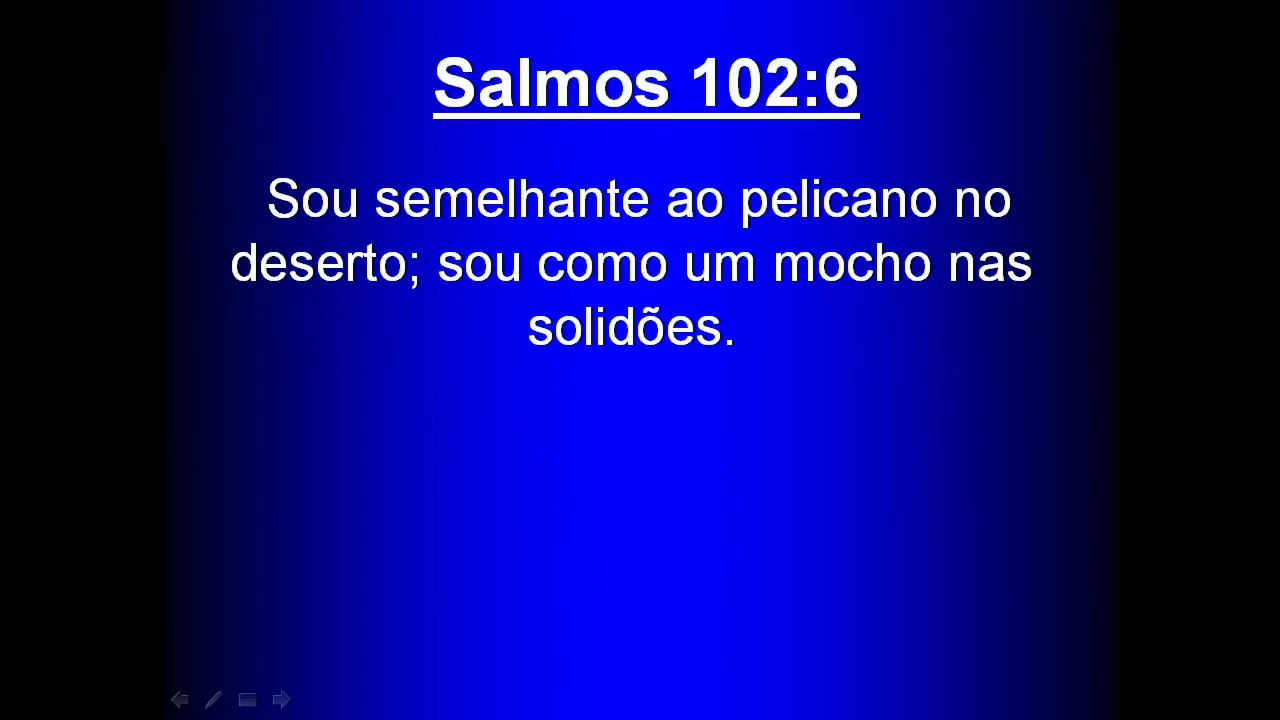 Salmos 102:6
Sou semelhante ao pelicano no
deserto; sou como um mocho nas
solidões.